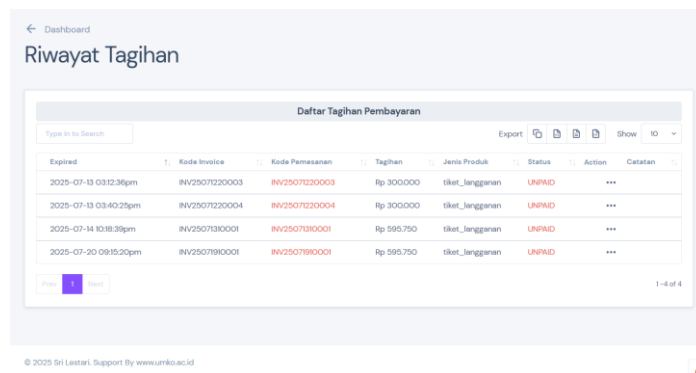 ← Dashboard
Riwayat Tagihan
Daftar Tagihan Pembayaran
Type in to Search Export Show 10
Expired Kode Invoice Kode Pemesanan Tagihan Jenis Produk Status Action Catatan
2025-07-13 03:12:36pm INV25071220003 INV25071220003 Rp 300.000 tiket_langganan UNPAID •••
2025-07-13 03:40:25pm INV25071220004 INV25071220004 Rp 300.000 tiket_langganan UNPAID •••
2025-07-14 10:18:39pm INV25071310001 INV25071310001 Rp 595.750 tiket_langganan UNPAID •••
2025-07-20 09:15:20pm INV25071910001 INV25071910001 Rp 595.750 tiket_langganan UNPAID •••
Prev 1 Next 1-4 of 4
© 2025 Sri Lestari. Support By www.umko.ac.id